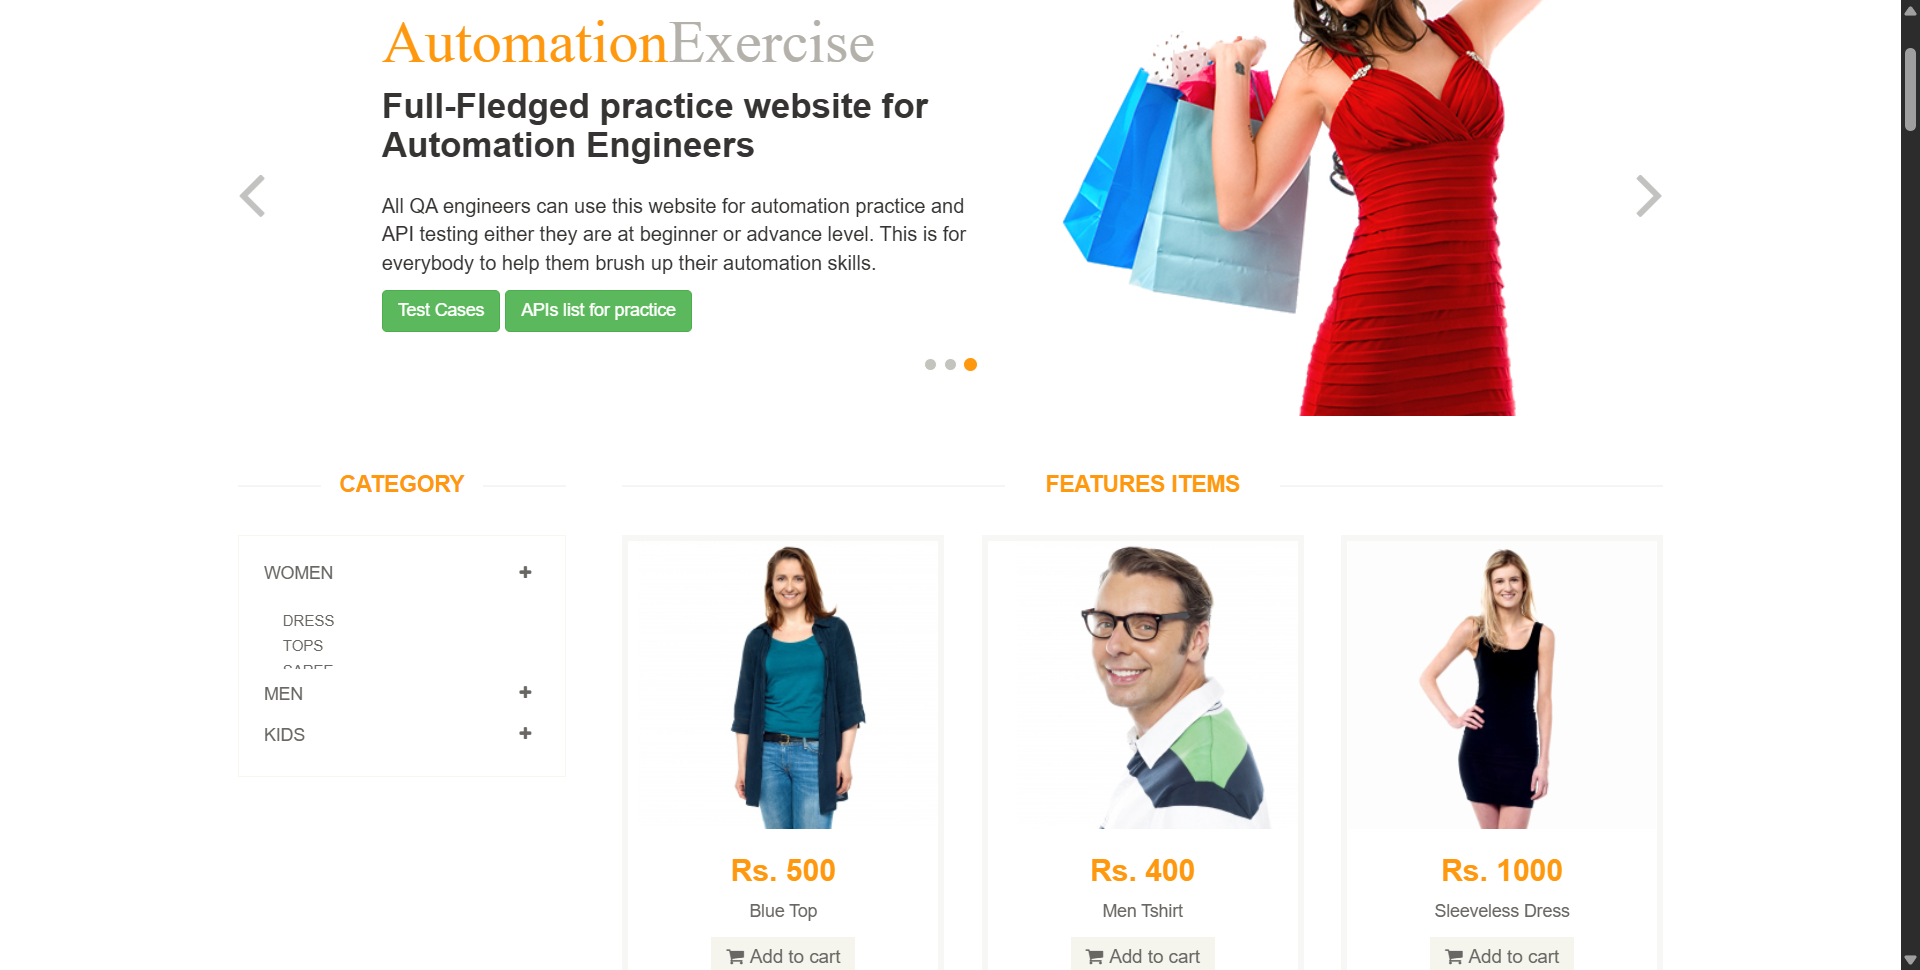 AutomationExercise
Full-Fledged practice website for
Automation Engineers
All QA engineers can use this website for automation practice and
API testing either they are at beginner or advance level. This is for
everybody to help them brush up their automation skills.
Test Cases
APIs list for practice
CATEGORY
WOMEN
DRESS
TOPS
SAREE
MEN
KIDS
FEATURES ITEMS
Rs. 500
Blue Top
Add to cart
Rs. 400
Men Tshirt
Add to cart
Rs. 1000
Sleeveless Dress
Add to cart